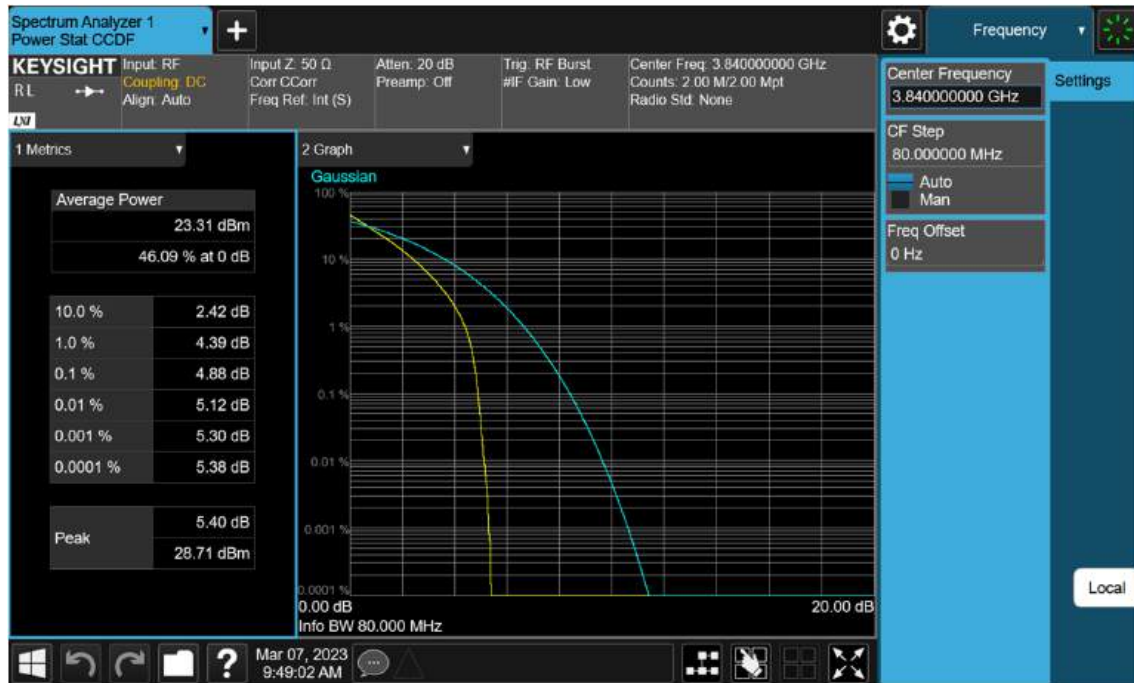 Spectrum Analyzer 1
Power Stat CCDF
+
Frequency
KEYSIGHT
RL
LXI
Input: RF
Coupling: DC
Align: Auto
Input Z: 50 Ω
Corr CCorr
Freq Ref: Int (S)
Atten: 20 dB
Preamp: Off
Trig: RF Burst
#IF Gain: Low
Center Freq: 3.840000000 GHz
Counts: 2.00 M/2.00 Mpt
Radio Std: None
Center Frequency
3.840000000 GHz
Settings
CF Step
80.000000 MHz
Auto
Man
Freq Offset
0 Hz
1 Metrics
Average Power
23.31 dBm
46.09 % at 0 dB
10.0 % 2.42 dB
1.0 % 4.39 dB
0.1 % 4.88 dB
0.01 % 5.12 dB
0.001 % 5.30 dB
0.0001 % 5.38 dB
Peak
5.40 dB
28.71 dBm
2 Graph
Gaussian
100 %
10 %
1 %
0.1 %
0.01 %
0.001 %
0.0001 %
0.00 dB 20.00 dB
Info BW 80.000 MHz
Local
?
Mar 07, 2023
9:49:02 AM